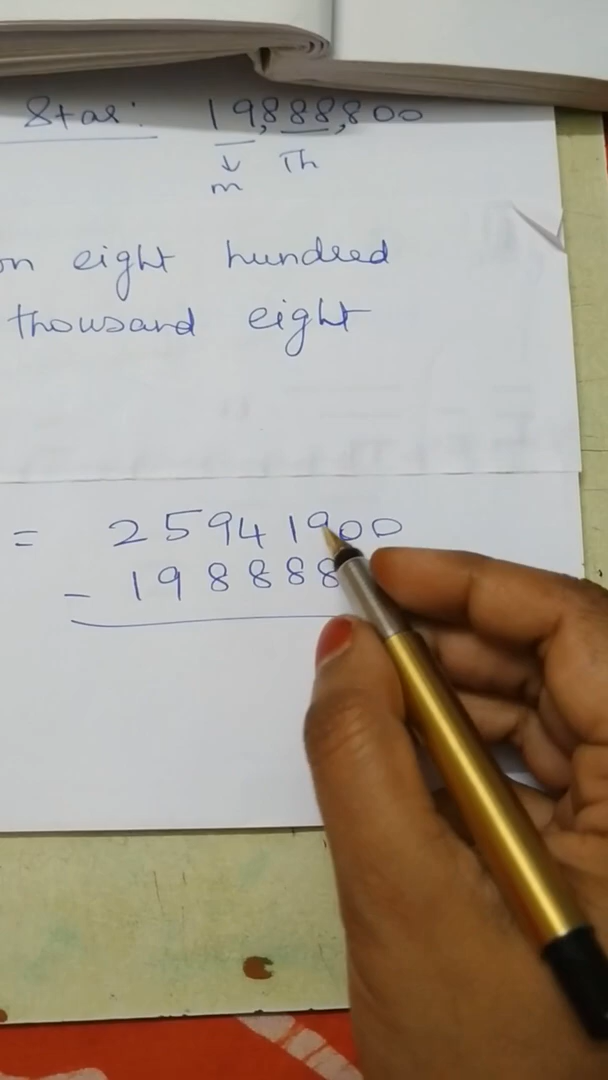 Star: 19,888,800
↓ Th
m
eight hundred
thousand eight
= 25941900
- 198888